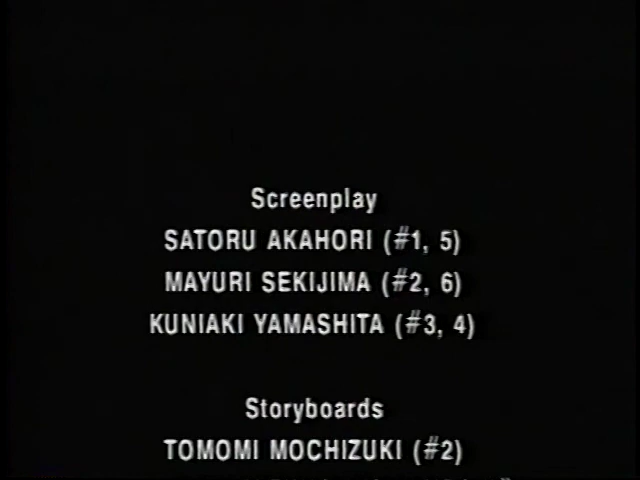 Screenplay
SATORU AKAHORI (#1, 5)
MAYURI SEKIJIMA (#2, 6)
KUNIAKI YAMASHITA (#3, 4)
Storyboards
TOMOMI MOCHIZUKI (#2)